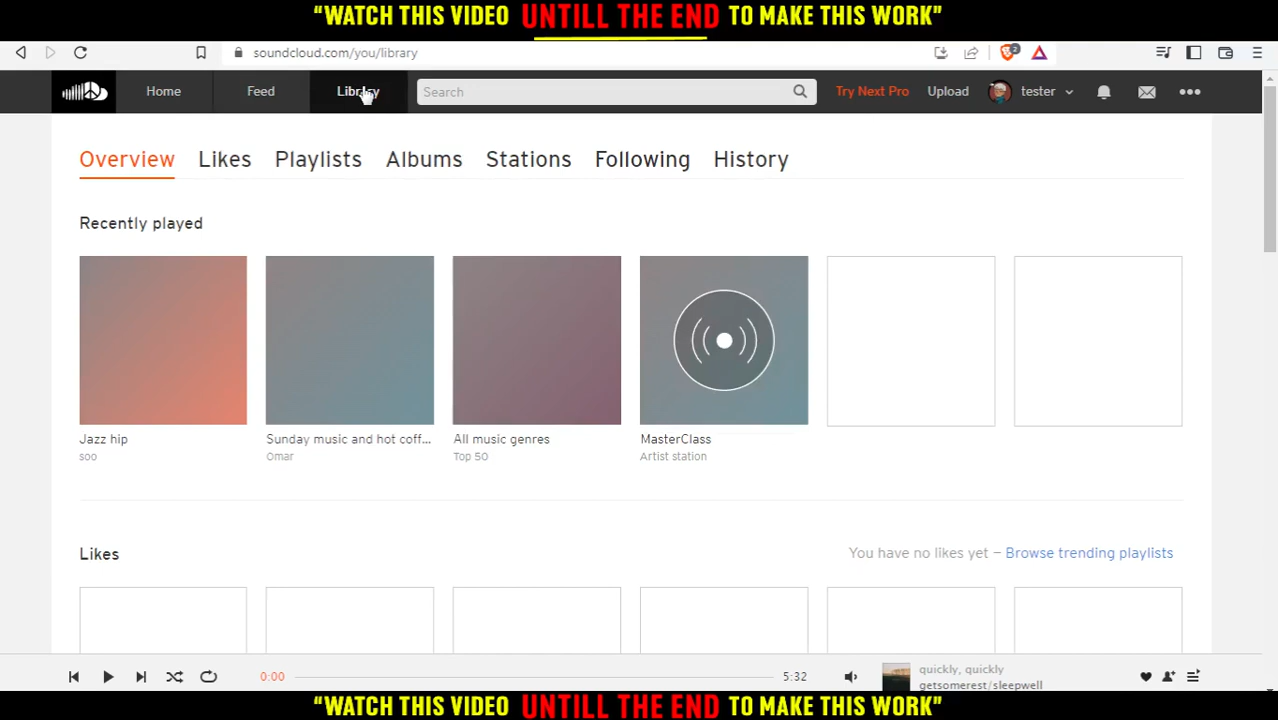 “WATCH THIS VIDEO UNTILL THE END TO MAKE THIS WORK”
soundcloud.com/you/library
2
Home Feed Library Search Try Next Pro Upload tester
Overview Likes Playlists Albums Stations Following History
Recently played
Jazz hip Sunday music and hot coff... All music genres MasterClass
soo Omar Top 50 Artist station
Likes You have no likes yet – Browse trending playlists
quickly, quickly
0:00 5:32
getsomerest/sleepwell
“WATCH THIS VIDEO UNTILL THE END TO MAKE THIS WORK”